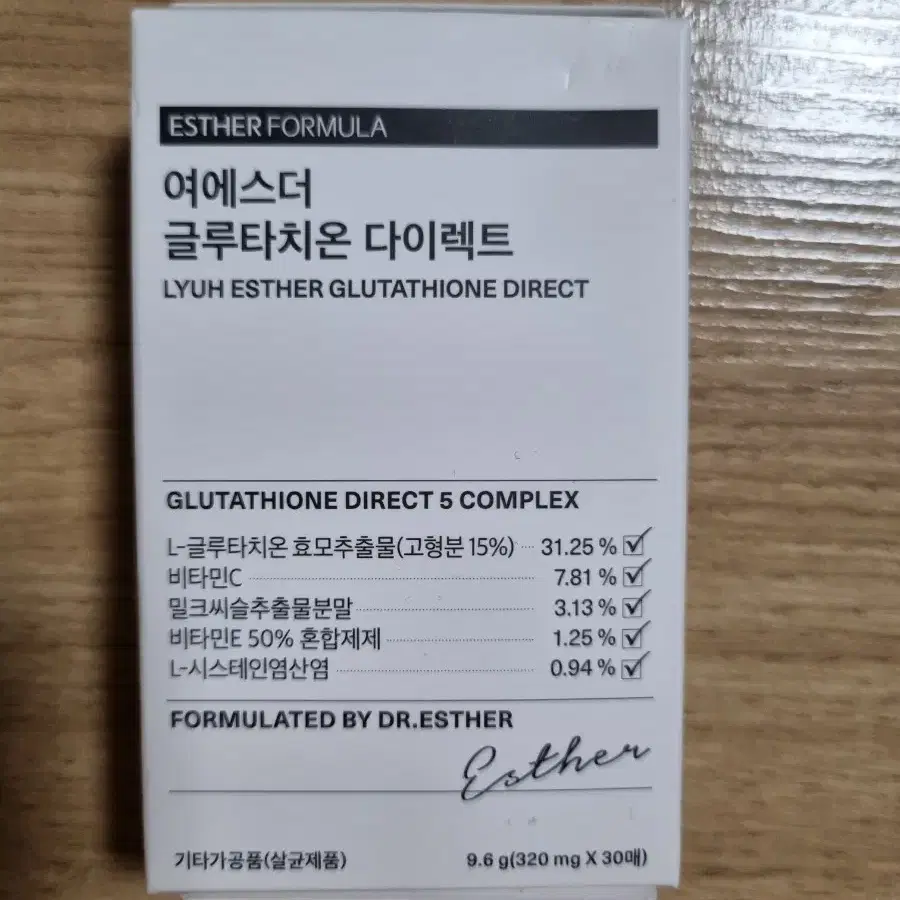 ESTHER FORMULA
여에스더
글루타치온 다이렉트
LYUH ESTHER GLUTATHIONE DIRECT
GLUTATHIONE DIRECT 5 COMPLEX
L-글루타치온 효모추출물(고형분 15%) 31.25 %
비타민C 7.81 %
밀크씨슬추출물분말 3.13 %
비타민E 50% 혼합제제 1.25 %
L-시스테인염산염 0.94 %
FORMULATED BY DR.ESTHER
Esther
기타가공품(살균제품) 9.6 g(320 mg X 30매)